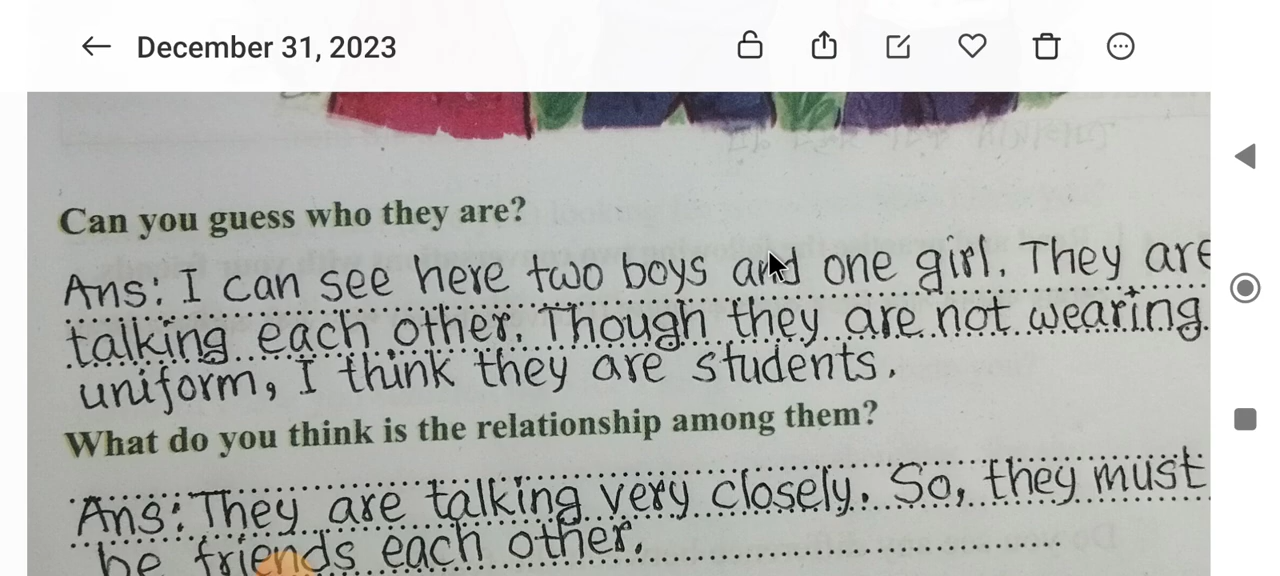 December 31, 2023
Can you guess who they are?
Ans: I can see here two boys and one girl. They are
talking each other. Though they are not wearing
uniform, I think they are students.
What do you think is the relationship among them?
Ans: They are talking very closely. So, they must
be friends each other.